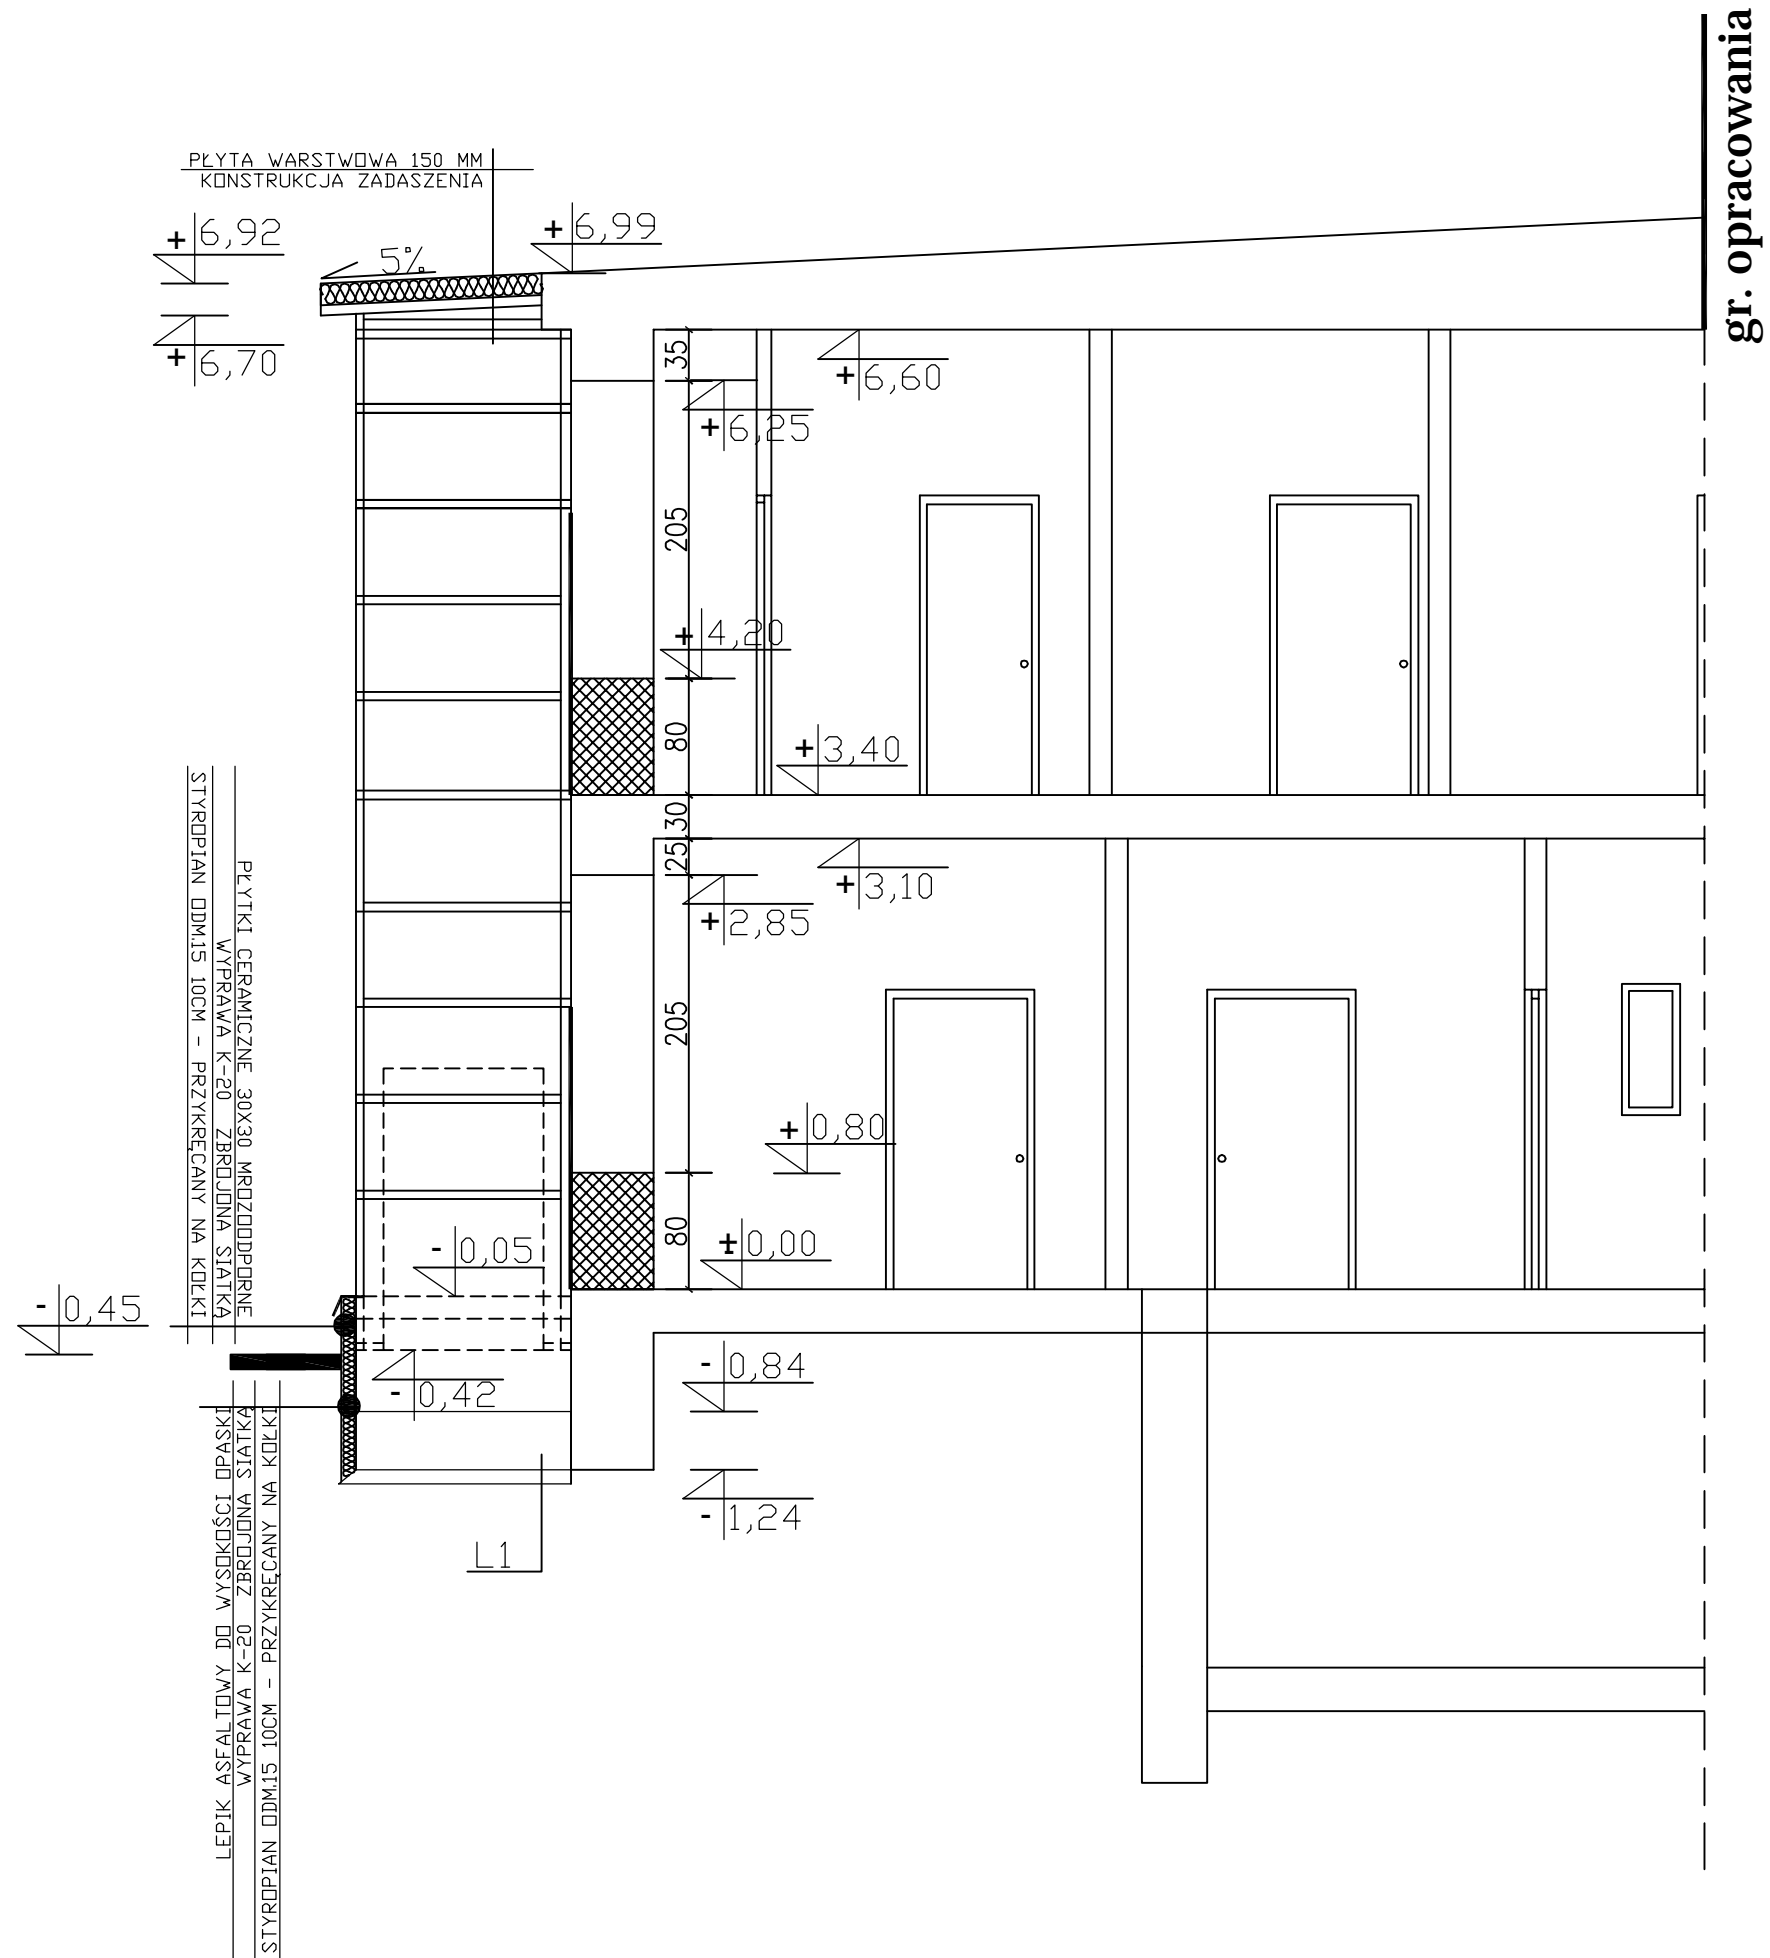 gr. opracowania
PŁYTA WARSTWOWA 150 MM
KONSTRUKCJA ZADASZENIA
+6,92
+6,99
5%
+6,70
35
+6,60
+6,25
205
+4,20
80
+3,40
30
25
+3,10
+2,85
205
+0,80
80
±0,00
-0,05
-0,45
PŁYTKI CERAMICZNE 30X30 MROZOODPORNE
WYPRAWA K-20 ZBROJONA SIATKĄ
STYROPIAN ODM.15 10CM - PRZYKRĘCANY NA KOŁKI
-0,84
-0,42
-1,24
L1
LEPIK ASFALTOWY DO WYSOKOŚCI OPASKI
WYPRAWA K-20 ZBROJONA SIATKĄ
STYROPIAN ODM.15 10CM - PRZYKRĘCANY NA KOŁKI